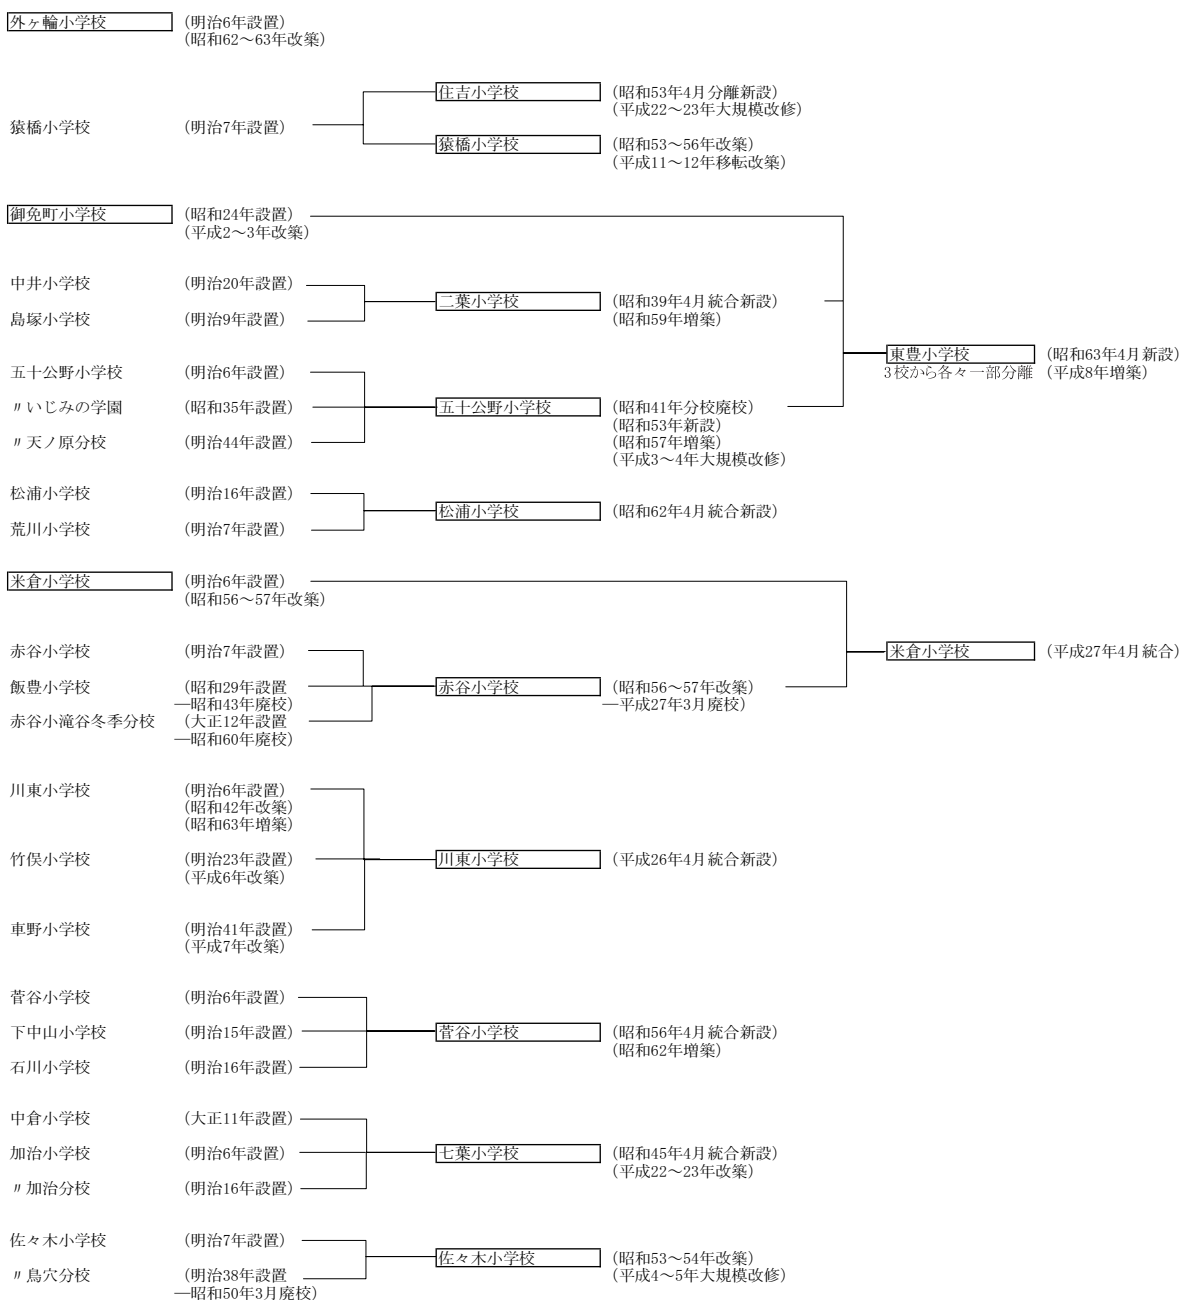 外ヶ輪小学校 （明治6年設置）
（昭和62～63年改築）
住吉小学校 （昭和53年4月分離新設）
（平成22～23年大規模改修）
猿橋小学校 （明治7年設置）
猿橋小学校 （昭和53～56年改築）
（平成11～12年移転改築）
御免町小学校 （昭和24年設置）
（平成2～3年改築）
中井小学校 （明治20年設置）
二葉小学校 （昭和39年4月統合新設）
島塚小学校 （明治9年設置） （昭和59年増築）
東豊小学校 （昭和63年4月新設）
3校から各々一部分離 （平成8年増築）
五十公野小学校 （明治6年設置）
〃いじみの学園 （昭和35年設置） 五十公野小学校 （昭和41年分校廃校）
（昭和53年新設）
〃天ノ原分校 （明治44年設置） （昭和57年増築）
（平成3～4年大規模改修）
松浦小学校 （明治16年設置）
松浦小学校 （昭和62年4月統合新設）
荒川小学校 （明治7年設置）
米倉小学校 （明治6年設置）
（昭和56～57年改築）
赤谷小学校 （明治7年設置） 米倉小学校 （平成27年4月統合）
飯豊小学校 （昭和29年設置 赤谷小学校 （昭和56～57年改築）
―昭和43年廃校） ―平成27年3月廃校）
赤谷小滝谷冬季分校 （大正12年設置
―昭和60年廃校）
川東小学校 （明治6年設置）
（昭和42年改築）
（昭和63年増築）
竹俣小学校 （明治23年設置） 川東小学校 （平成26年4月統合新設）
（平成6年改築）
車野小学校 （明治41年設置）
（平成7年改築）
菅谷小学校 （明治6年設置）
下中山小学校 （明治15年設置） 菅谷小学校 （昭和56年4月統合新設）
（昭和62年増築）
石川小学校 （明治16年設置）
中倉小学校 （大正11年設置）
加治小学校 （明治6年設置） 七葉小学校 （昭和45年4月統合新設）
（平成22～23年改築）
〃加治分校 （明治16年設置）
佐々木小学校 （明治7年設置）
佐々木小学校 （昭和53～54年改築）
〃鳥穴分校 （明治38年設置 （平成4～5年大規模改修）
―昭和50年3月廃校）